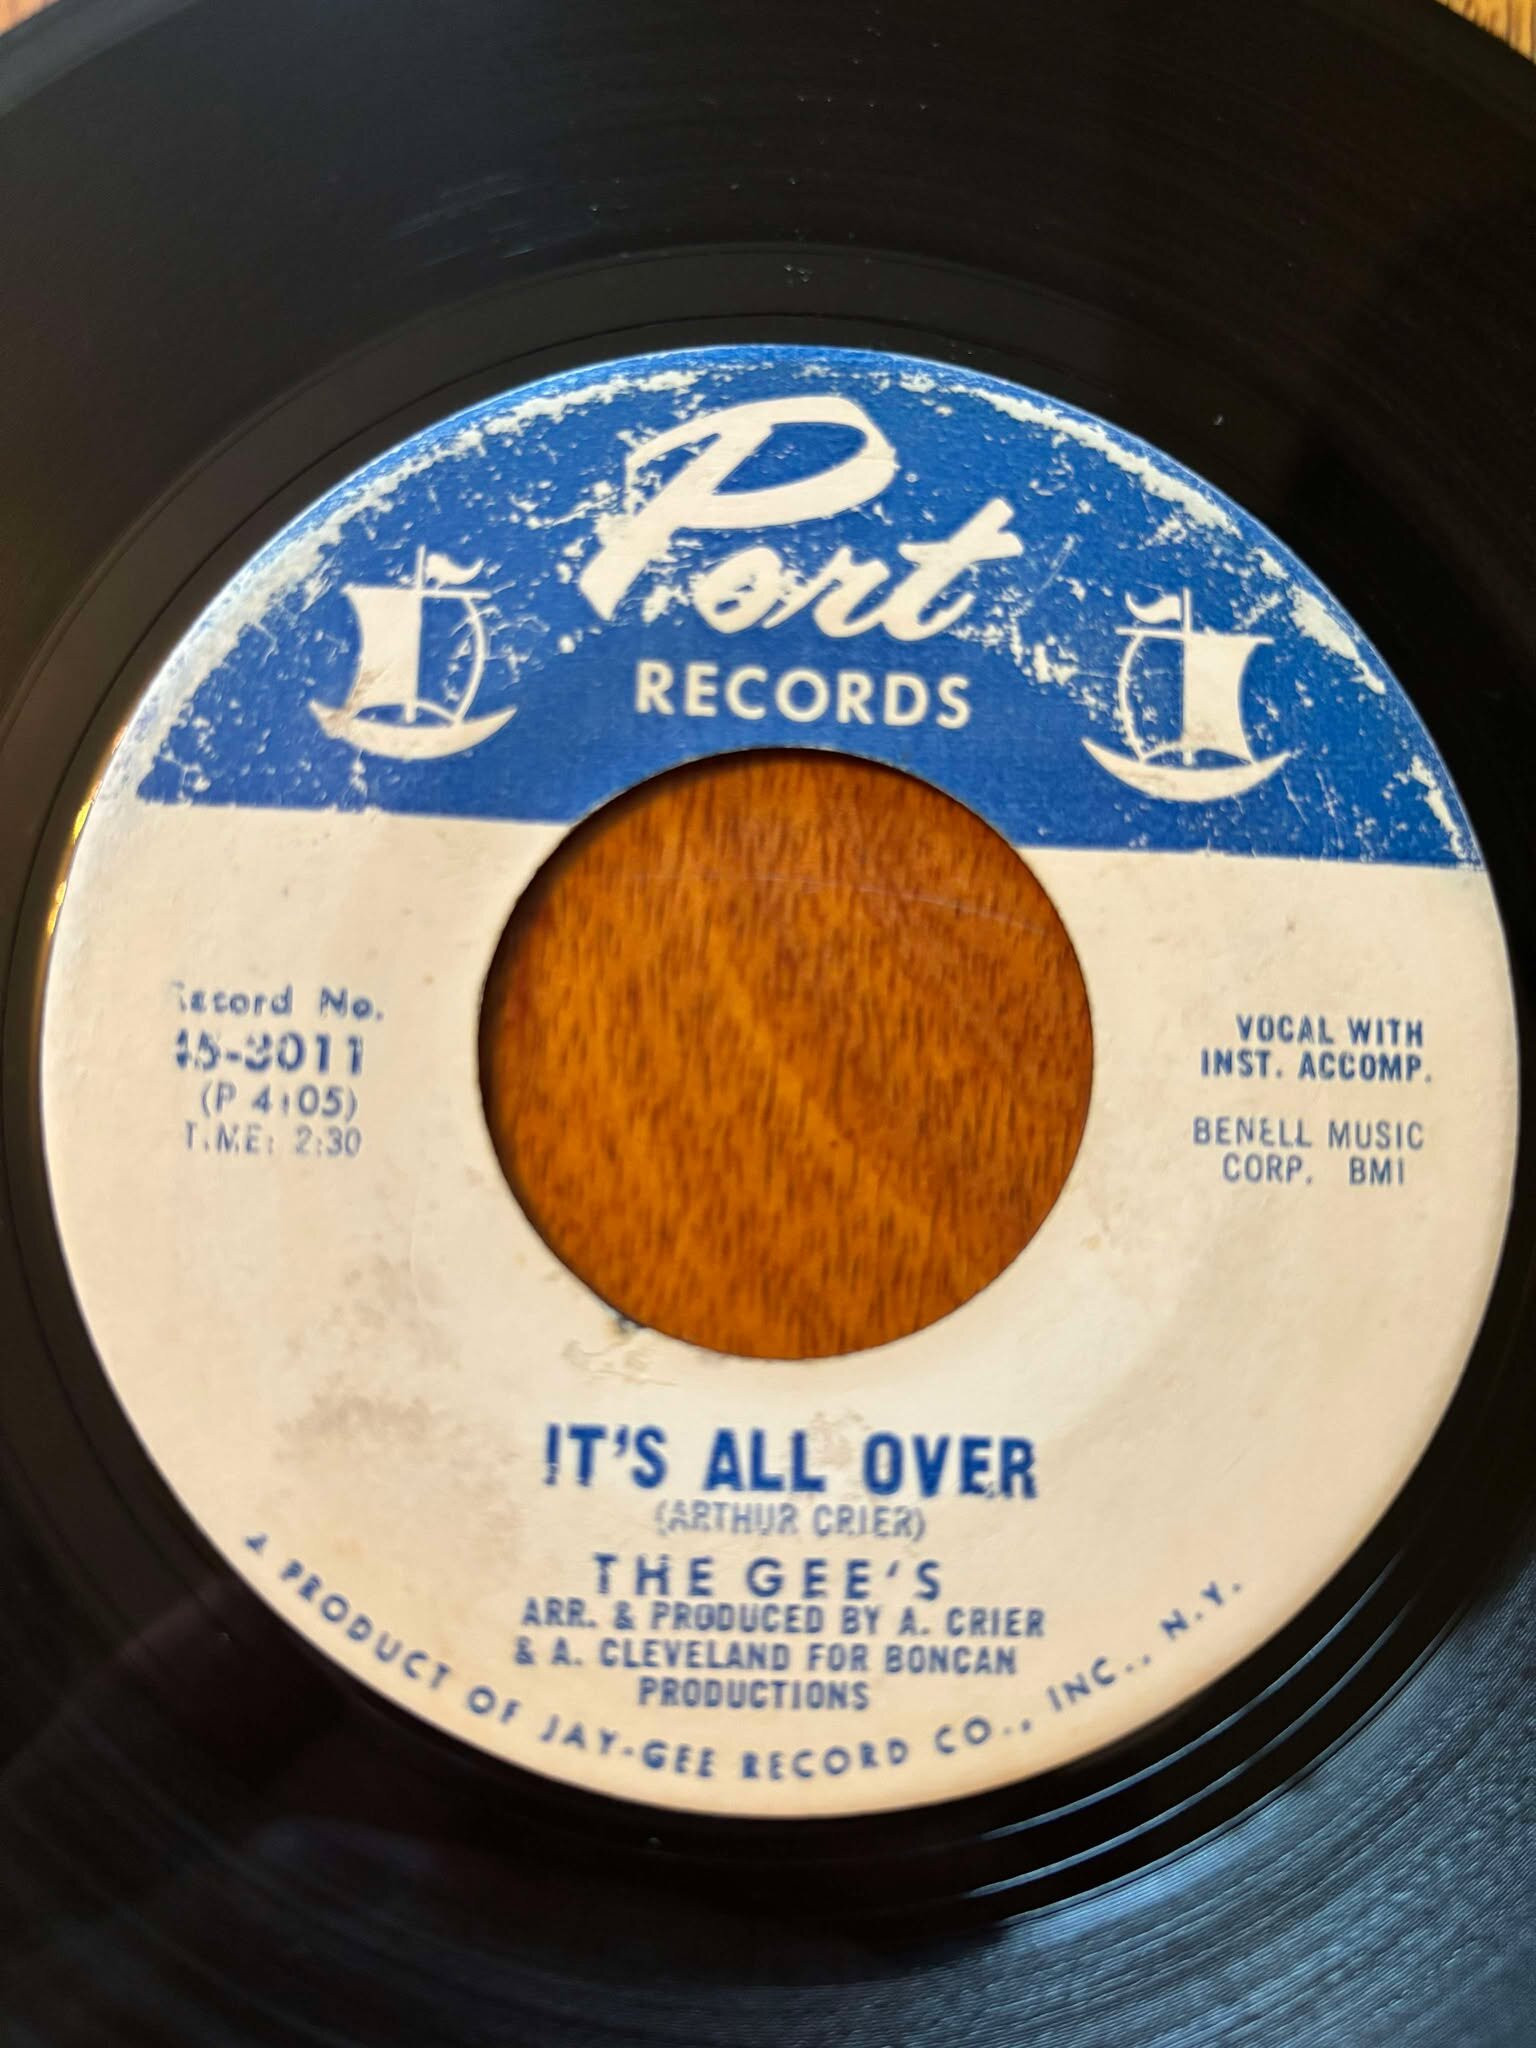 Port
RECORDS
Record No.
45-3011
(P 4105)
TIME: 2:30
VOCAL WITH
INST. ACCOMP.
BENELL MUSIC
CORP. BMI
IT'S ALL OVER
(ARTHUR CRIER)
THE GEE'S
ARR. & PRODUCED BY A. CRIER
& A. CLEVELAND FOR BONCAN
PRODUCTIONS
A PRODUCT OF JAY-GEE RECORD CO., INC., N.Y.